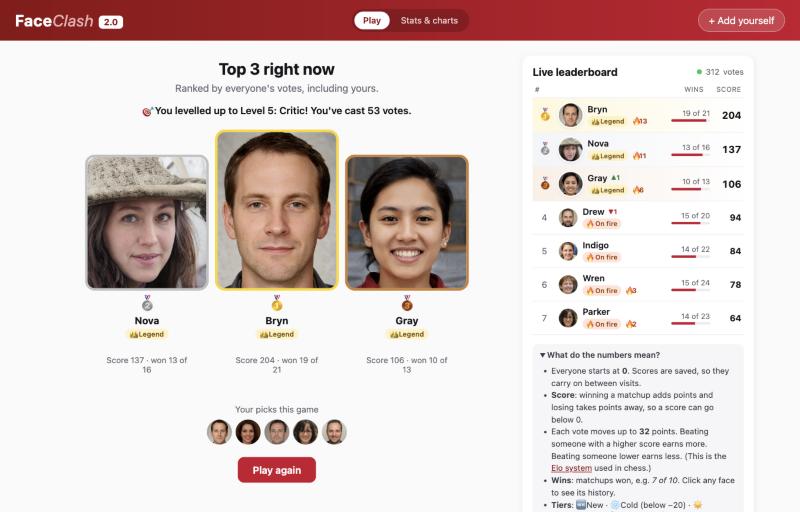 FaceClash 2.0
Play
Stats & charts
+ Add yourself
Top 3 right now
Ranked by everyone's votes, including yours.
You levelled up to Level 5: Critic! You've cast 53 votes.
Nova
Legend
Score 137 · won 13 of
16
Bryn
Legend
Score 204 · won 19 of
21
Gray
Legend
Score 106 · won 10 of
13
Your picks this game
Play again
Live leaderboard
312 votes
# WINS SCORE
Bryn
Legend 13
19 of 21
204
Nova
Legend 11
13 of 16
137
Gray ▲1
Legend 6
10 of 13
106
4
Drew ▼1
On fire
15 of 20
94
5
Indigo
On fire
14 of 22
84
6
Wren
On fire 3
15 of 24
78
7
Parker
On fire 2
14 of 23
64
▼ What do the numbers mean?
• Everyone starts at 0. Scores are saved, so they
carry on between visits.
• Score: winning a matchup adds points and
losing takes points away, so a score can go
below 0.
• Each vote moves up to 32 points. Beating
someone with a higher score earns more.
Beating someone lower earns less. (This is the
Elo system used in chess.)
• Wins: matchups won, e.g. 7 of 10. Click any face
to see its history.
• Tiers: New · Cold (below −20) ·